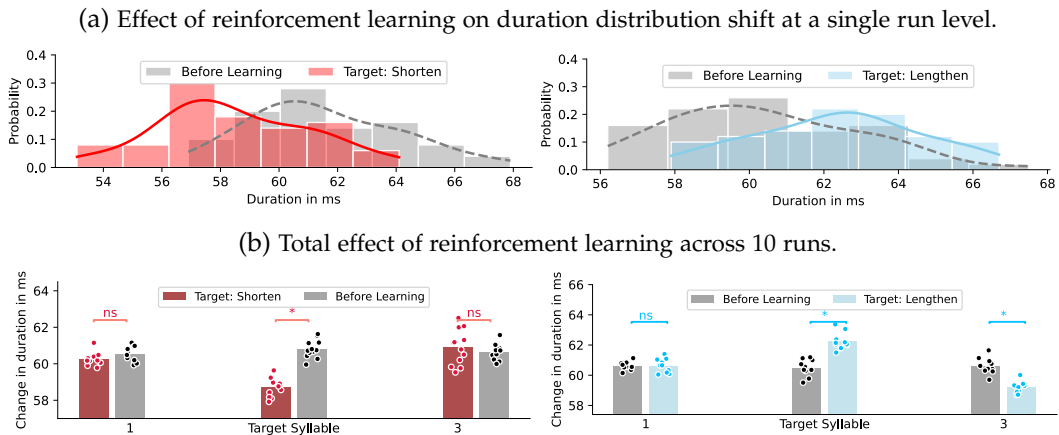 (a) Effect of reinforcement learning on duration distribution shift at a single run level.
Probability
0.4
0.3
0.2
0.1
0.0
Before Learning
Target: Shorten
54 56 58 60 62 64 66 68
Duration in ms
Probability
0.4
0.3
0.2
0.1
0.0
Before Learning
Target: Lengthen
56 58 60 62 64 66 68
Duration in ms
(b) Total effect of reinforcement learning across 10 runs.
Change in duration in ms
64
62
60
58
Target: Shorten
Before Learning
ns
*
ns
1 Target Syllable 3
Change in duration in ms
66
64
62
60
58
Before Learning
Target: Lengthen
ns
*
*
1 Target Syllable 3